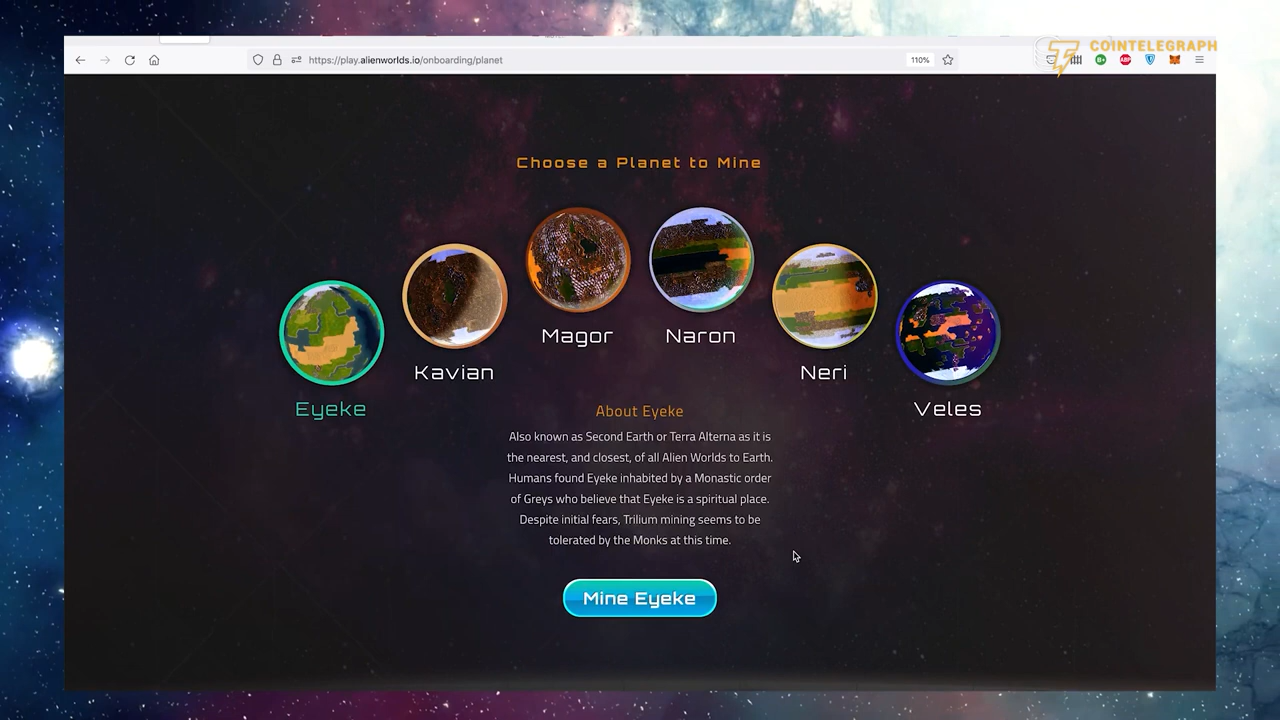 https://play.alienworlds.io/onboarding/planet
110%
COINTELEGRAPH
ABP
Choose a Planet to Mine
Magor
Naron
Kavian
Neri
Eyeke
Veles
About Eyeke
Also known as Second Earth or Terra Alterna as it is
the nearest, and closest, of all Alien Worlds to Earth.
Humans found Eyeke inhabited by a Monastic order
of Greys who believe that Eyeke is a spiritual place.
Despite initial fears, Trilium mining seems to be
tolerated by the Monks at this time.
Mine Eyeke